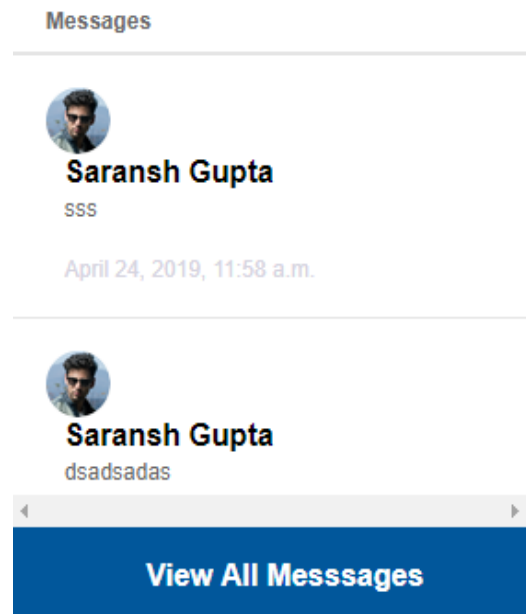 Messages
Saransh Gupta
sss
April 24, 2019, 11:58 a.m.
Saransh Gupta
dsadsadas
View All Messsages